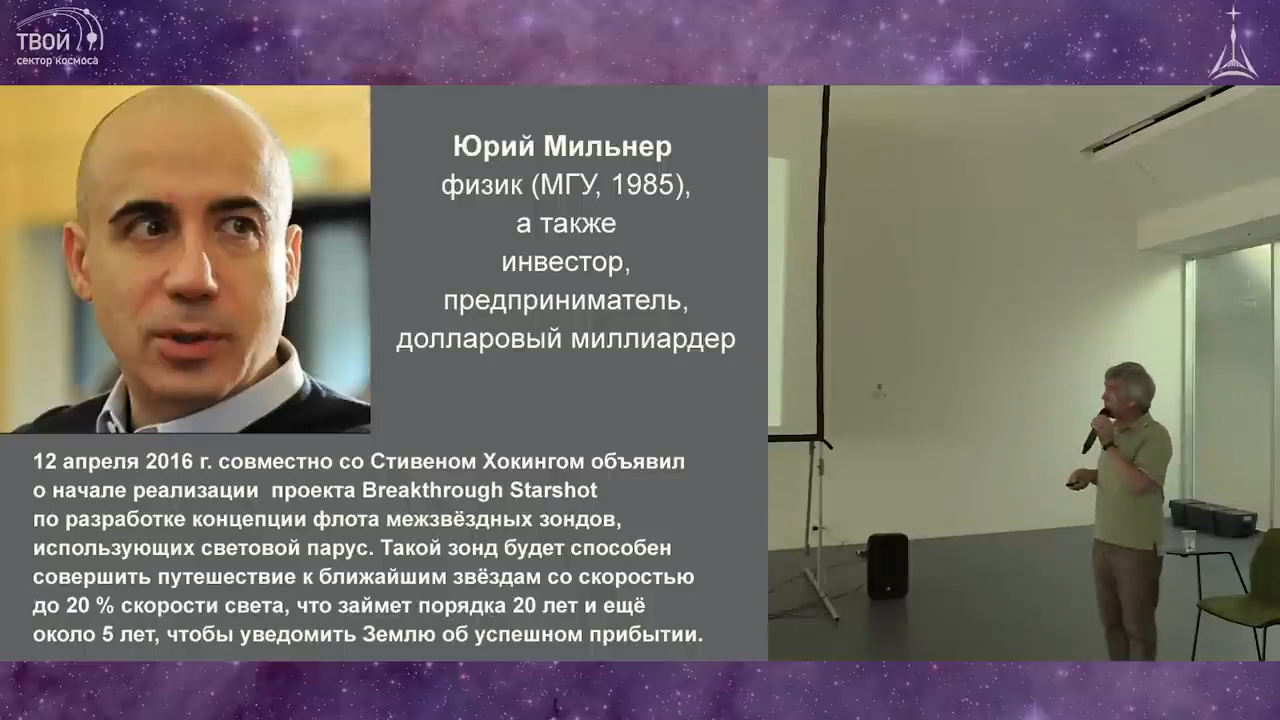 ТВОЙ
сектор космоса
Юрий Мильнер
физик (МГУ, 1985),
а также
инвестор,
предприниматель,
долларовый миллиардер
12 апреля 2016 г. совместно со Стивеном Хокингом объявил
о начале реализации проекта Breakthrough Starshot
по разработке концепции флота межзвёздных зондов,
использующих световой парус. Такой зонд будет способен
совершить путешествие к ближайшим звёздам со скоростью
до 20 % скорости света, что займет порядка 20 лет и ещё
около 5 лет, чтобы уведомить Землю об успешном прибытии.